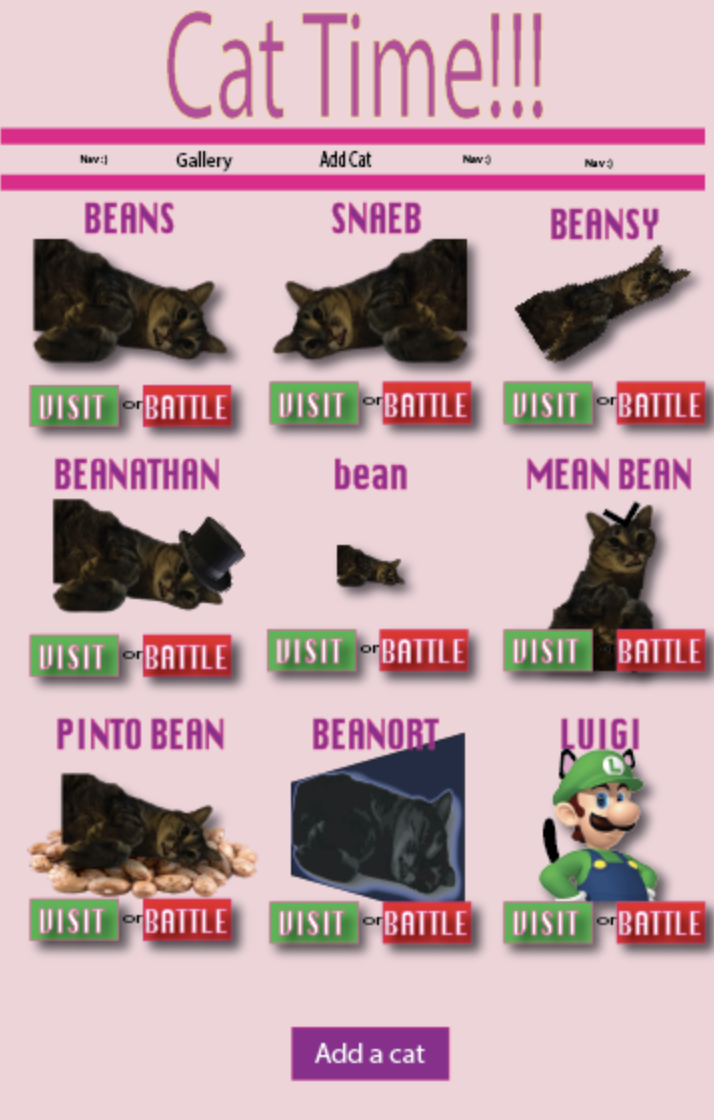 Cat Time!!!
Nav :) Gallery Add Cat Nav :) Nav :)
BEANS SNAEB BEANSY
VISIT or BATTLE VISIT or BATTLE VISIT or BATTLE
BEANATHAN bean MEAN BEAN
VISIT or BATTLE VISIT or BATTLE VISIT or BATTLE
PINTO BEAN BEANORT LUIGI
L
VISIT or BATTLE VISIT or BATTLE VISIT or BATTLE
Add a cat